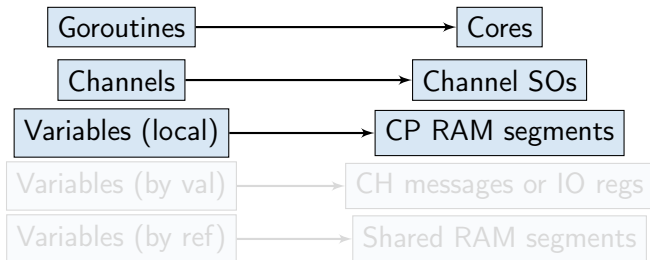 Goroutines Cores
Channels Channel SOs
Variables (local) CP RAM segments
Variables (by val) CH messages or IO regs
Variables (by ref) Shared RAM segments